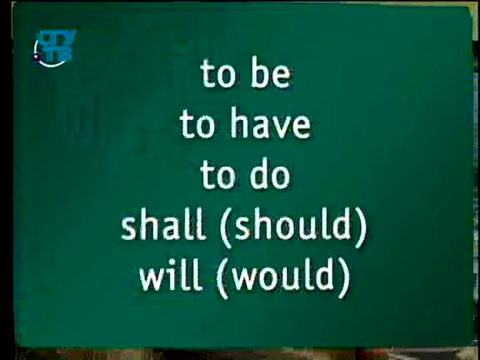 to be
to have
to do
shall (should)
will (would)